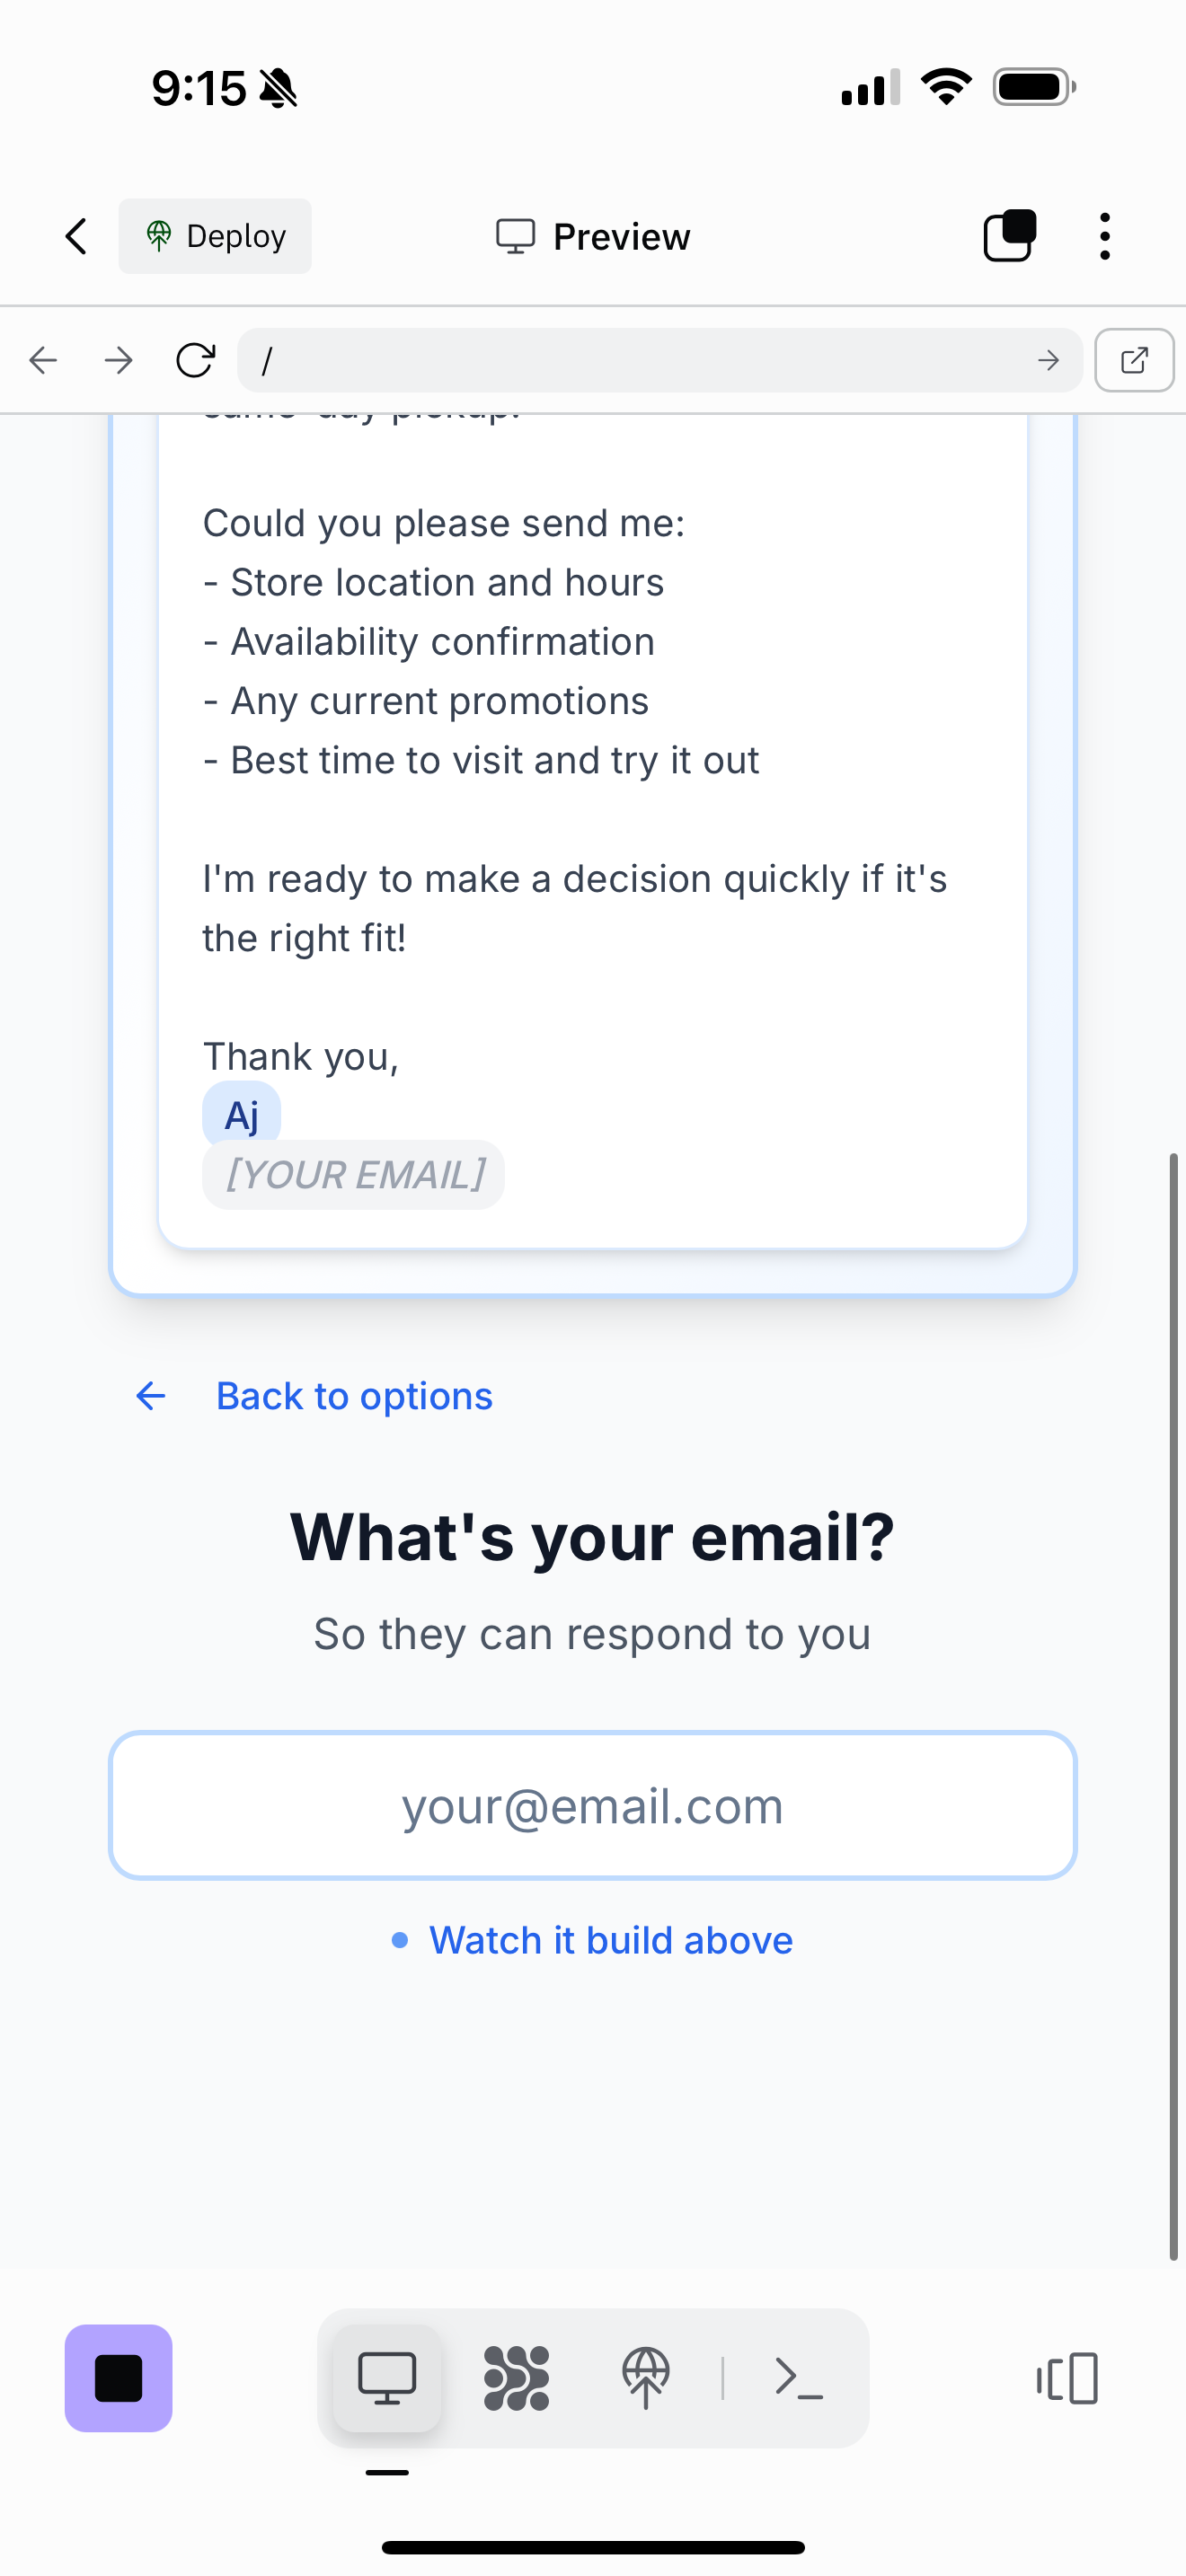 9:15
Deploy
Preview
/
same-day pickup.
Could you please send me:
- Store location and hours
- Availability confirmation
- Any current promotions
- Best time to visit and try it out
I'm ready to make a decision quickly if it's
the right fit!
Thank you,
Aj
[YOUR EMAIL]
Back to options
What's your email?
So they can respond to you
your@email.com
Watch it build above